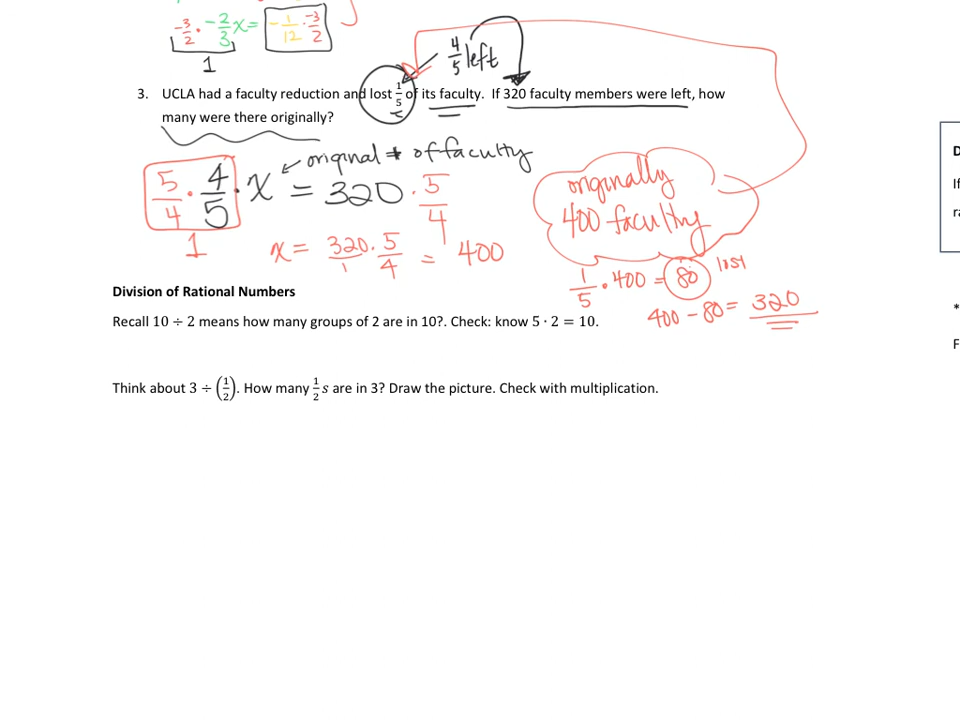 -3/2 · -2/3 x = -1/12 · -3/2
1
4/5 left
3. UCLA had a faculty reduction and lost 1/5 of its faculty. If 320 faculty members were left, how
many were there originally?
original # of faculty
5/4 · 4/5 · x = 320 · 5/4
1
x = 320/1 · 5/4 = 400
originally
400 faculty
1/5 · 400 = 80 lost
400 - 80 = 320
Division of Rational Numbers
Recall 10 ÷ 2 means how many groups of 2 are in 10?. Check: know 5 · 2 = 10.
Think about 3 ÷ (1/2). How many 1/2 s are in 3? Draw the picture. Check with multiplication.
D
If
ra
*
F